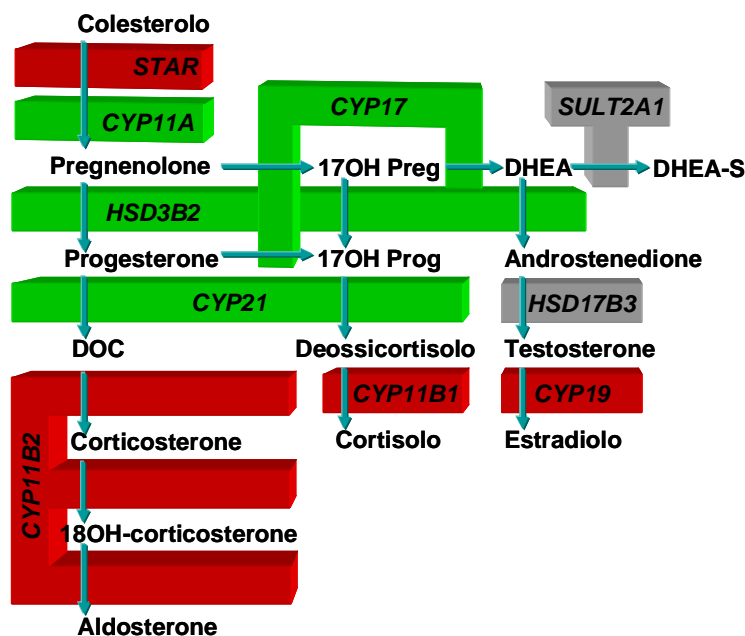 Colesterolo
STAR
CYP11A
CYP17
SULT2A1
Pregnenolone
17OH Preg
DHEA
DHEA-S
HSD3B2
Progesterone
17OH Prog
Androstenedione
CYP21
HSD17B3
DOC
Deossicortisolo
Testosterone
CYP11B1
CYP19
Corticosterone
Cortisolo
Estradiolo
CYP11B2
18OH-corticosterone
Aldosterone